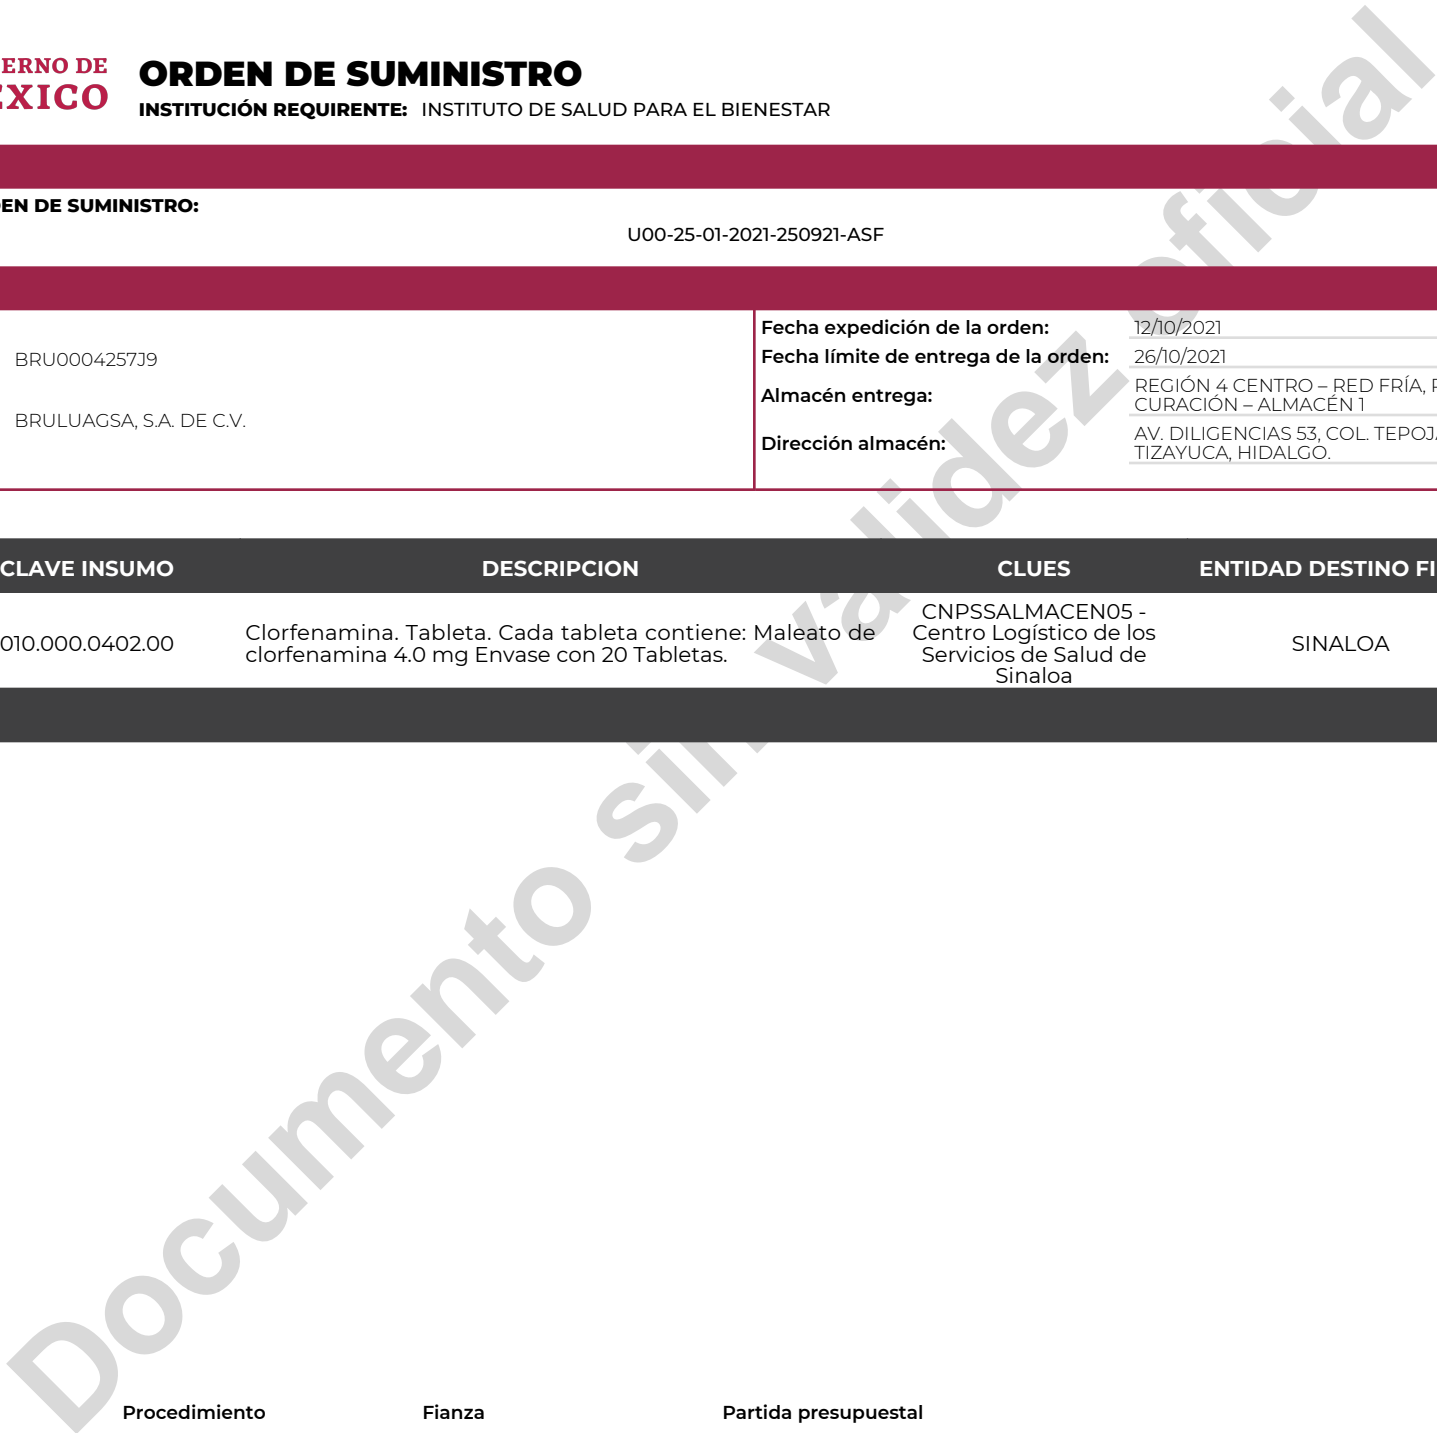 ERNO DE
EXICO
ORDEN DE SUMINISTRO
INSTITUCIÓN REQUIRENTE: INSTITUTO DE SALUD PARA EL BIENESTAR
EN DE SUMINISTRO:
U00-25-01-2021-250921-ASF
BRU0004257J9
BRULUAGSA, S.A. DE C.V.
Fecha expedición de la orden: 12/10/2021
Fecha límite de entrega de la orden: 26/10/2021
Almacén entrega: REGIÓN 4 CENTRO – RED FRÍA,
CURACIÓN – ALMACÉN 1
Dirección almacén: AV. DILIGENCIAS 53, COL. TEPOJ
TIZAYUCA, HIDALGO.
CLAVE INSUMO DESCRIPCION CLUES ENTIDAD DESTINO FI
010.000.0402.00
Clorfenamina. Tableta. Cada tableta contiene: Maleato de
clorfenamina 4.0 mg Envase con 20 Tabletas.
CNPSSALMACEN05 -
Centro Logístico de los
Servicios de Salud de
Sinaloa
SINALOA
Documento sin validez oficial
Procedimiento Fianza Partida presupuestal